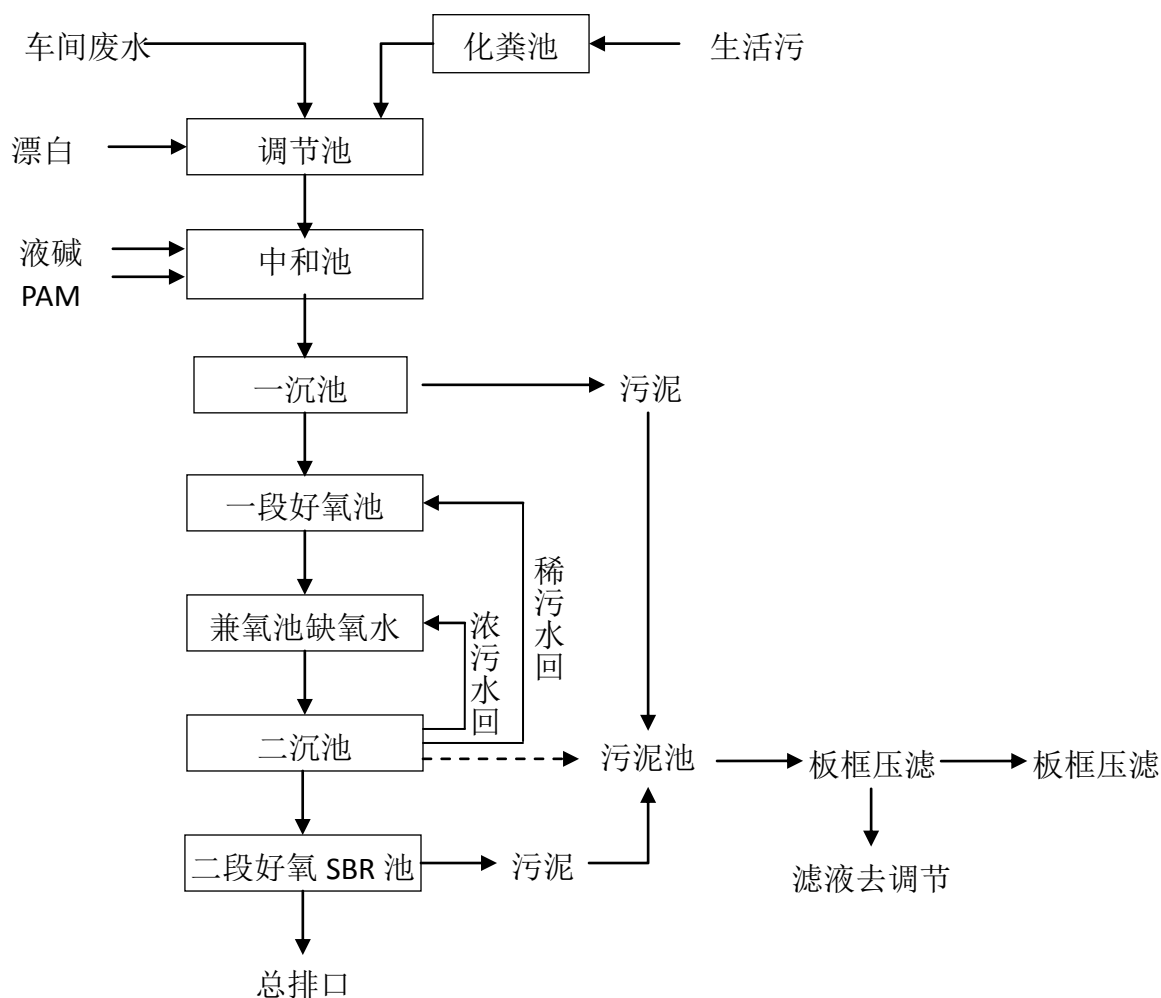 车间废水
化粪池
生活污
漂白
调节池
液碱
PAM
中和池
一沉池
污泥
一段好氧池
稀污水回
兼氧池缺氧水
浓污水回
二沉池
污泥池
板框压滤
板框压滤
二段好氧 SBR 池
污泥
滤液去调节
总排口